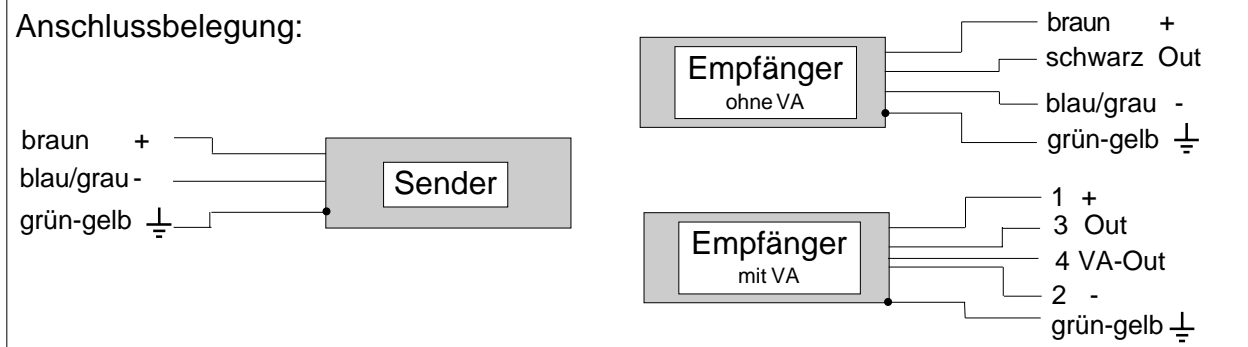 Anschlussbelegung:
braun +
blau/grau -
grün-gelb ⏚
Sender
Empfänger
ohne VA
braun +
schwarz Out
blau/grau -
grün-gelb ⏚
Empfänger
mit VA
1 +
3 Out
4 VA-Out
2 -
grün-gelb ⏚